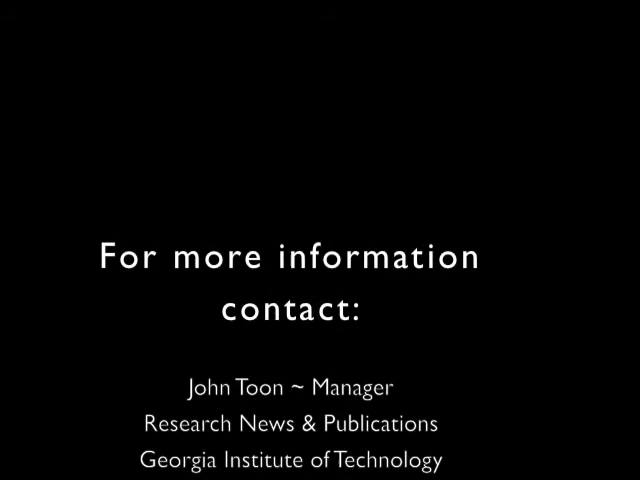 For more information
contact:
John Toon ~ Manager
Research News & Publications
Georgia Institute of Technology